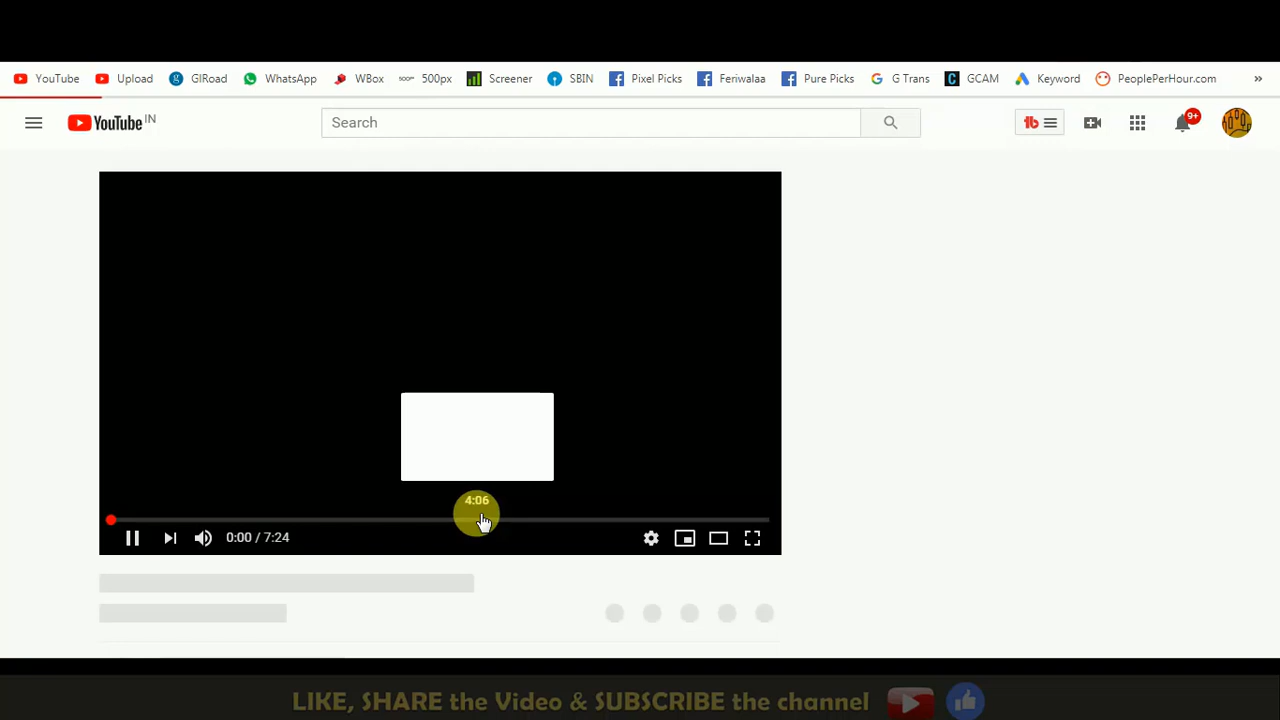 YouTube Upload GIRoad WhatsApp WBox 500px Screener SBIN Pixel Picks Feriwalaa Pure Picks G Trans GCAM Keyword PeoplePerHour.com »
YouTube IN Search tb 9+
4:06
0:00 / 7:24
LIKE, SHARE the Video & SUBSCRIBE the channel